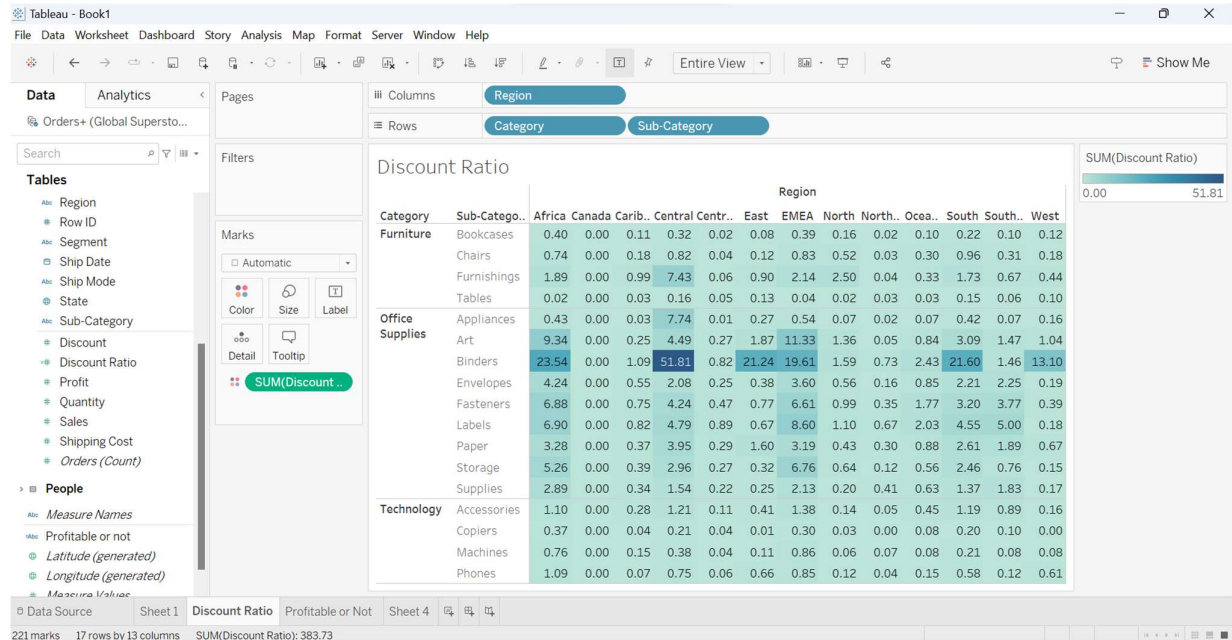 Tableau - Book1
File Data Worksheet Dashboard Story Analysis Map Format Server Window Help
Entire View
Show Me
Data Analytics
Orders+ (Global Supersto...
Search
Tables
Abc Region
# Row ID
Abc Segment
Ship Date
Abc Ship Mode
State
Abc Sub-Category
# Discount
=# Discount Ratio
# Profit
# Quantity
# Sales
# Shipping Cost
# Orders (Count)
People
Abc Measure Names
=Abc Profitable or not
Latitude (generated)
Longitude (generated)
# Measure Values
Pages
Filters
Marks
Automatic
Color Size Label
Detail Tooltip
SUM(Discount ..
Columns Region
Rows Category Sub-Category
Discount Ratio
Region
Category Sub-Catego.. Africa Canada Carib.. Central Centr.. East EMEA North North.. Ocea.. South South.. West
Furniture Bookcases 0.40 0.00 0.11 0.32 0.02 0.08 0.39 0.16 0.02 0.10 0.22 0.10 0.12
Chairs 0.74 0.00 0.18 0.82 0.04 0.12 0.83 0.52 0.03 0.30 0.96 0.31 0.18
Furnishings 1.89 0.00 0.99 7.43 0.06 0.90 2.14 2.50 0.04 0.33 1.73 0.67 0.44
Tables 0.02 0.00 0.03 0.16 0.05 0.13 0.04 0.02 0.03 0.03 0.15 0.06 0.10
Office Supplies Appliances 0.43 0.00 0.03 7.74 0.01 0.27 0.54 0.07 0.02 0.07 0.42 0.07 0.16
Art 9.34 0.00 0.25 4.49 0.27 1.87 11.33 1.36 0.05 0.84 3.09 1.47 1.04
Binders 23.54 0.00 1.09 51.81 0.82 21.24 19.61 1.59 0.73 2.43 21.60 1.46 13.10
Envelopes 4.24 0.00 0.55 2.08 0.25 0.38 3.60 0.56 0.16 0.85 2.21 2.25 0.19
Fasteners 6.88 0.00 0.75 4.24 0.47 0.77 6.61 0.99 0.35 1.77 3.20 3.77 0.39
Labels 6.90 0.00 0.82 4.79 0.89 0.67 8.60 1.10 0.67 2.03 4.55 5.00 0.18
Paper 3.28 0.00 0.37 3.95 0.29 1.60 3.19 0.43 0.30 0.88 2.61 1.89 0.67
Storage 5.26 0.00 0.39 2.96 0.27 0.32 6.76 0.64 0.12 0.56 2.46 0.76 0.15
Supplies 2.89 0.00 0.34 1.54 0.22 0.25 2.13 0.20 0.41 0.63 1.37 1.83 0.17
Technology Accessories 1.10 0.00 0.28 1.21 0.11 0.41 1.38 0.14 0.05 0.45 1.19 0.89 0.16
Copiers 0.37 0.00 0.04 0.21 0.04 0.01 0.30 0.03 0.00 0.08 0.20 0.10 0.00
Machines 0.76 0.00 0.15 0.38 0.04 0.11 0.86 0.06 0.07 0.08 0.21 0.08 0.08
Phones 1.09 0.00 0.07 0.75 0.06 0.66 0.85 0.12 0.04 0.15 0.58 0.12 0.61
SUM(Discount Ratio)
0.00 51.81
Data Source Sheet 1 Discount Ratio Profitable or Not Sheet 4
221 marks 17 rows by 13 columns SUM(Discount Ratio): 383.73